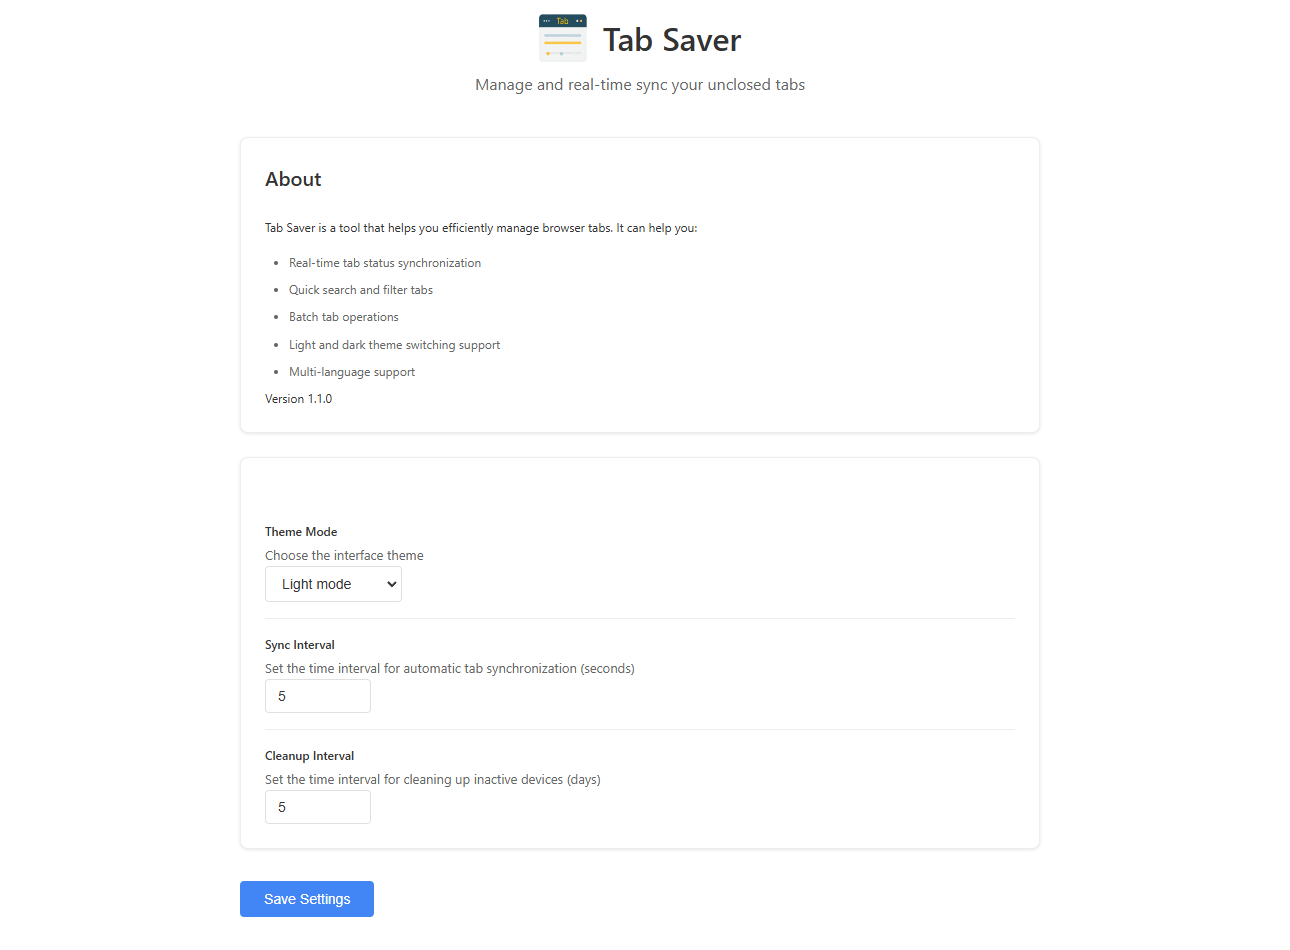 Tab
Tab Saver
Manage and real-time sync your unclosed tabs
About
Tab Saver is a tool that helps you efficiently manage browser tabs. It can help you:
Real-time tab status synchronization
Quick search and filter tabs
Batch tab operations
Light and dark theme switching support
Multi-language support
Version 1.1.0
Theme Mode
Choose the interface theme
Light mode
Sync Interval
Set the time interval for automatic tab synchronization (seconds)
5
Cleanup Interval
Set the time interval for cleaning up inactive devices (days)
5
Save Settings